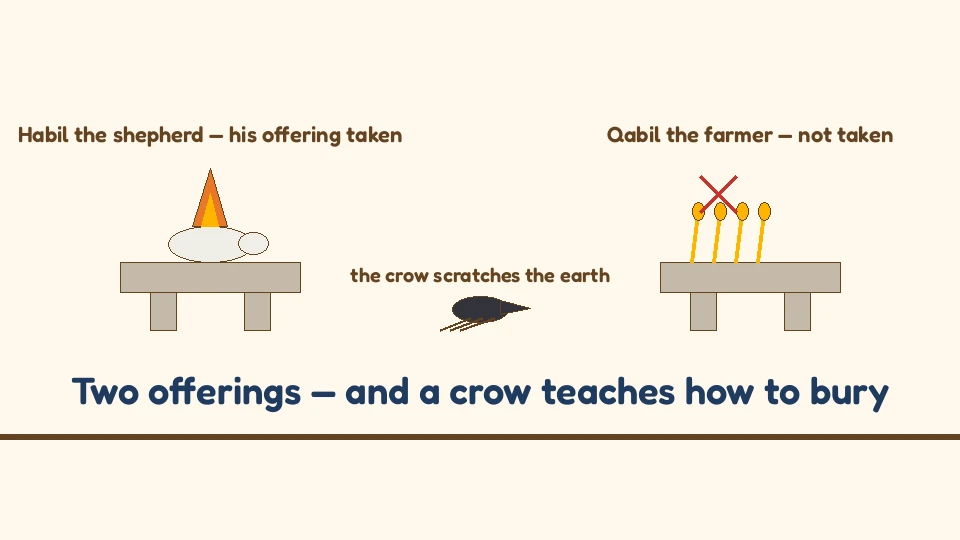 Habil the shepherd — his offering taken
Qabil the farmer — not taken
the crow scratches the earth
Two offerings — and a crow teaches how to bury